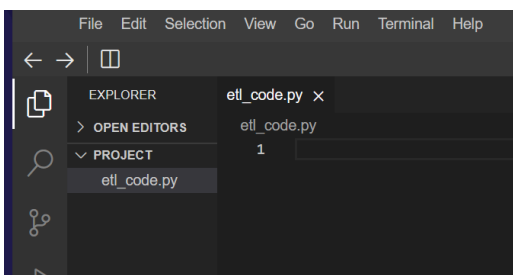 File Edit Selection View Go Run Terminal Help
EXPLORER
OPEN EDITORS
PROJECT
etl_code.py
etl_code.py
etl_code.py
1